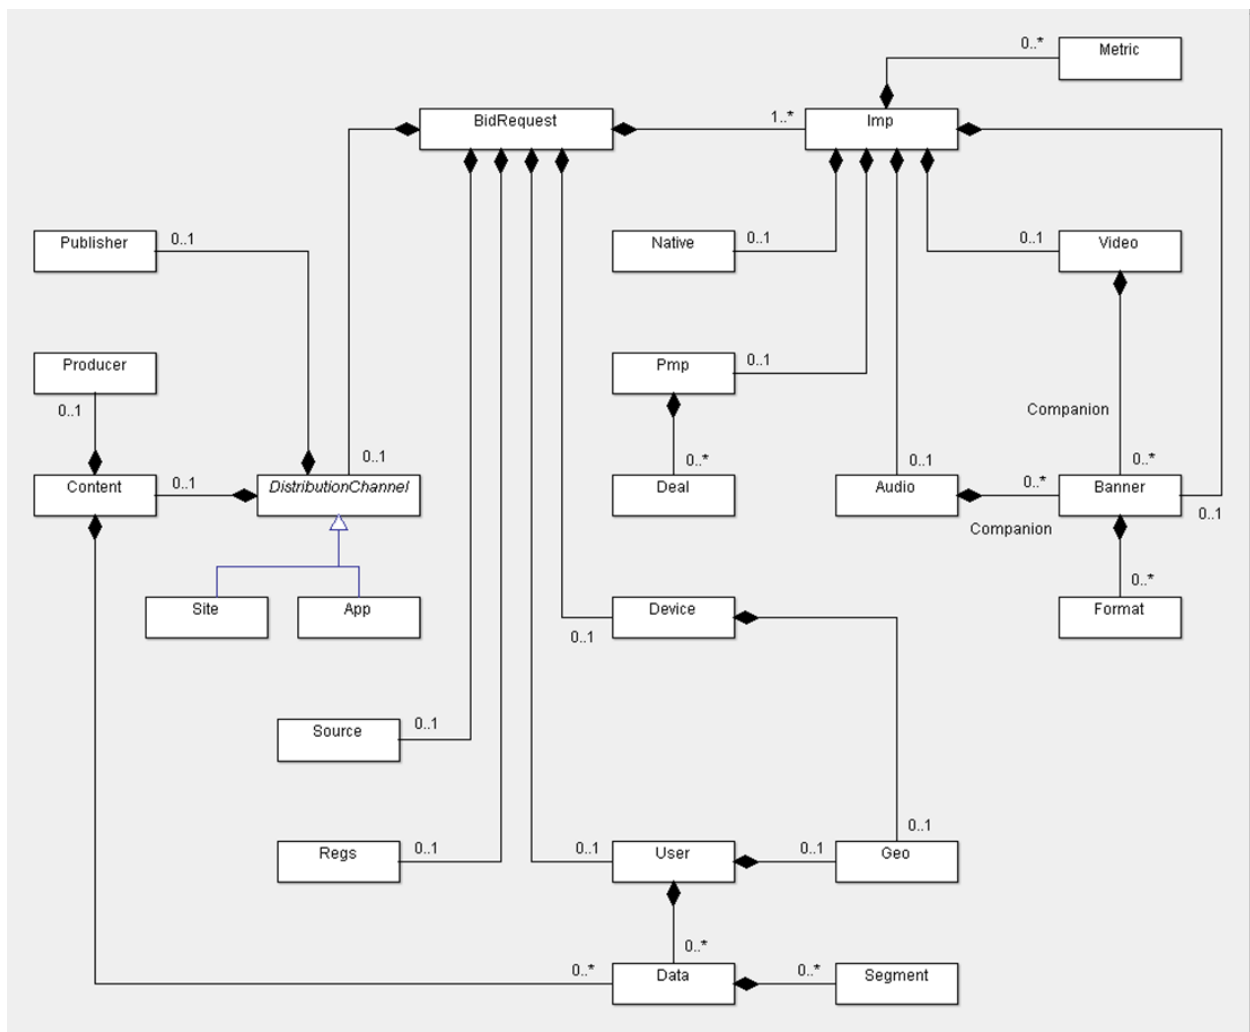 0..*
Metric
BidRequest
1..*
Imp
Publisher
0..1
Native
0..1
0..1
Video
Producer
0..1
Pmp
0..1
Companion
0..1
0..1
0..*
Content
0..1
DistributionChannel
0..*
Deal
Audio
0..*
Banner
0..1
Companion
0..*
Site
App
0..1
Device
Format
Source
0..1
0..1
Regs
0..1
0..1
User
0..1
Geo
0..*
0..*
Data
0..*
Segment